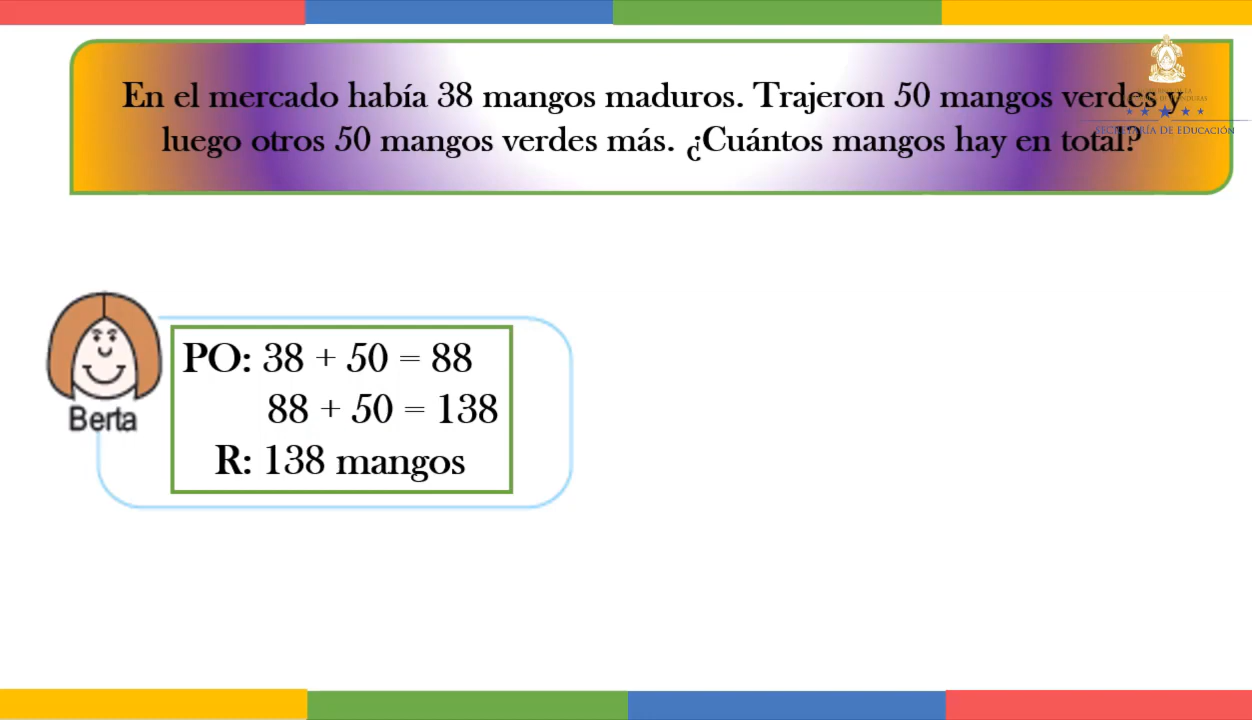 En el mercado había 38 mangos maduros. Trajeron 50 mangos verdes y
luego otros 50 mangos verdes más. ¿Cuántos mangos hay en total?
SECRETARÍA DE EDUCACIÓN
Berta
PO: 38 + 50 = 88
88 + 50 = 138
R: 138 mangos